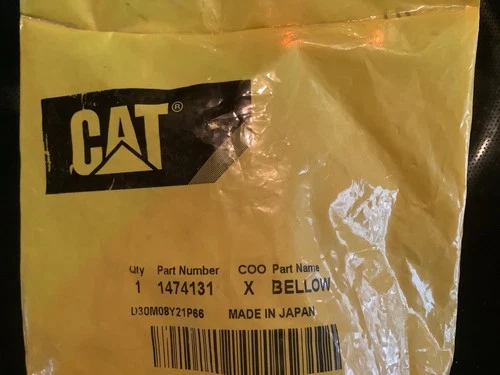 CAT®
Qty Part Number COO Part Name
1 1474131 X BELLOW
D30M08Y21P66 MADE IN JAPAN